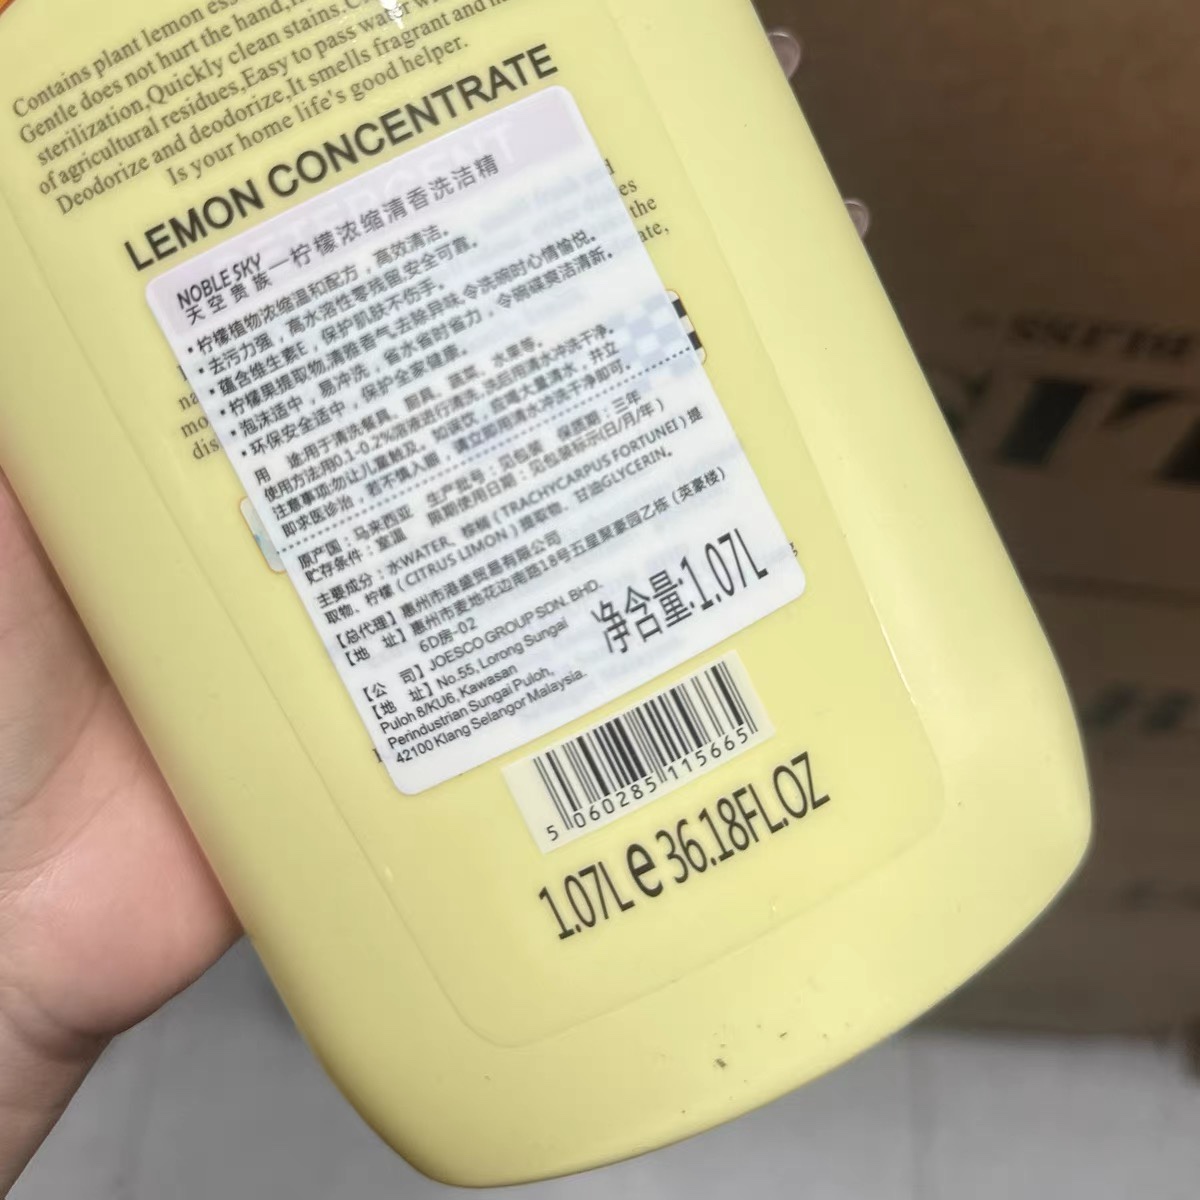 Contains plant lemon es
Gentle does not hurt the hand,
sterilization,Quickly clean stains,C
of agricultural residues,Easy to pass water w
Deodorize and deodorize,It smells fragrant and
Is your home life's good helper.
LEMON CONCENTRATE
NOBLE SKY
天空贵族—柠檬浓缩清香洗洁精
·柠檬植物浓缩温和配方，高效清洁。
·去污力强，高水溶性零残留,安全可靠。
·蕴含维生素E，保护肌肤不伤手。
·柠檬果提取物,清雅香气,去除异味,令洗碗时心情愉悦。
·泡沫适中，易冲洗，省水省时省力，令碗碟爽洁清新。
·环保安全适中，保护全家健康。
用 途:用于清洗餐具、厨具、蔬菜、水果等。
使用方法:用0.1-0.2%溶液进行清洗,洗后用清水冲洗干净。
注意事项:勿让儿童触及，如误饮，应喝大量清水，并立
即求医诊治，若不慎入眼，请立即用清水冲洗干净即可。
原产国：马来西亚 生产批号：见包装 保质期：三年
贮存条件：室温 限期使用日期：见包装标示(日/月/年)
主要成分：水WATER、棕榈（TRACHYCARPUS FORTUNEI）提
取物、柠檬（CITRUS LIMON）提取物、甘油GLYCERIN。
【总代理】惠州市港盛贸易有限公司
【地 址】惠州市麦地花边南路18号五星聚豪园乙栋（英豪楼）
6D房-02
【公 司】JOESCO GROUP SDN. BHD.
【地 址】No.55, Lorong Sungai
Puloh 8/KU6, Kawasan
Perindustrian Sungai Puloh,
42100 Klang Selangor Malaysia.
净含量:1.07L
5 060285 115665
1.07L e 36.18FL.OZ